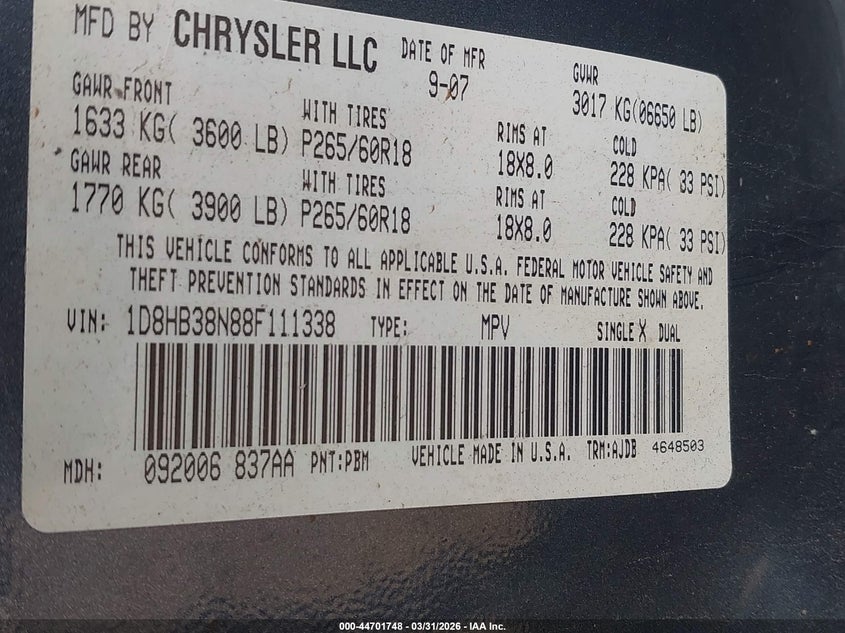 MFD BY CHRYSLER LLC DATE OF MFR GVWR
9-07 3017 KG(06650 LB)
GAWR FRONT WITH TIRES RIMS AT COLD
1633 KG( 3600 LB) P265/60R18 18X8.0 228 KPA( 33 PSI)
GAWR REAR WITH TIRES RIMS AT COLD
1770 KG( 3900 LB) P265/60R18 18X8.0 228 KPA( 33 PSI)
THIS VEHICLE CONFORMS TO ALL APPLICABLE U.S.A. FEDERAL MOTOR VEHICLE SAFETY AND
THEFT PREVENTION STANDARDS IN EFFECT ON THE DATE OF MANUFACTURE SHOWN ABOVE.
VIN: 1D8HB38N88F111338 TYPE: MPV SINGLE X DUAL
MDH: 092006 837AA PNT:PBM VEHICLE MADE IN U.S.A. TRM:AJDB 4648503
000-44701748 - 03/31/2026 - IAA Inc.